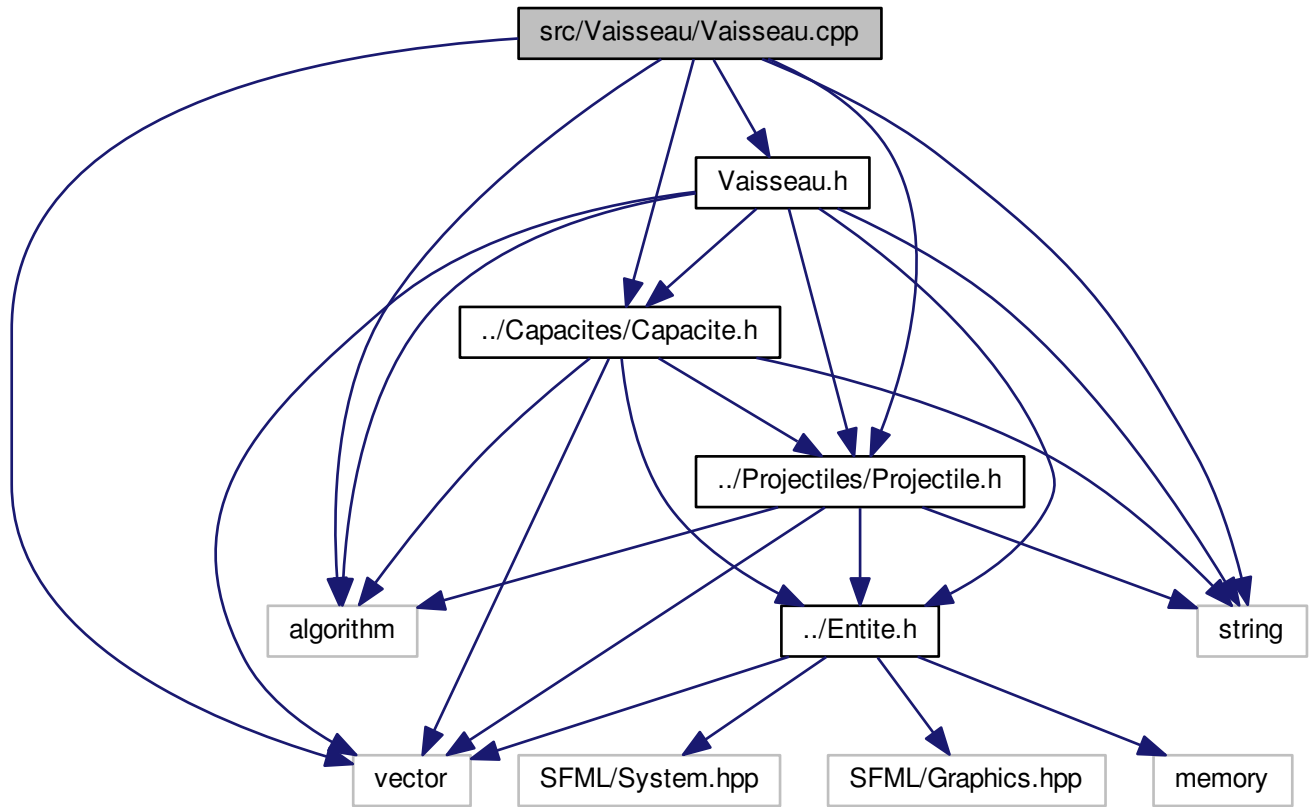 src/Vaisseau/Vaisseau.cpp
Vaisseau.h
../Capacites/Capacite.h
../Projectiles/Projectile.h
algorithm
../Entite.h
string
vector
SFML/System.hpp
SFML/Graphics.hpp
memory